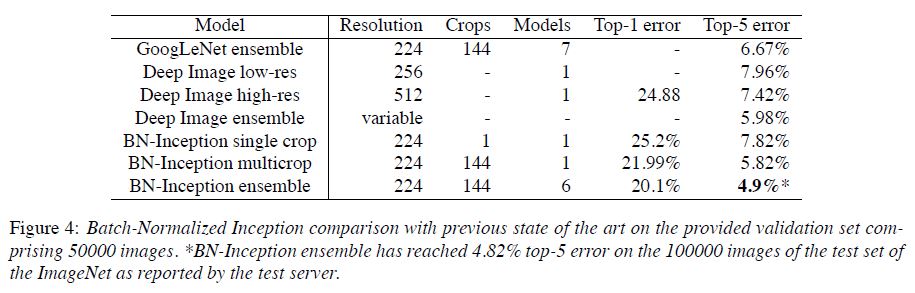 Model Resolution Crops Models Top-1 error Top-5 error
GoogLeNet ensemble 224 144 7 - 6.67%
Deep Image low-res 256 - 1 - 7.96%
Deep Image high-res 512 - 1 24.88 7.42%
Deep Image ensemble variable - - - 5.98%
BN-Inception single crop 224 1 1 25.2% 7.82%
BN-Inception multicrop 224 144 1 21.99% 5.82%
BN-Inception ensemble 224 144 6 20.1% 4.9%*
Figure 4: Batch-Normalized Inception comparison with previous state of the art on the provided validation set com-
prising 50000 images. *BN-Inception ensemble has reached 4.82% top-5 error on the 100000 images of the test set of
the ImageNet as reported by the test server.